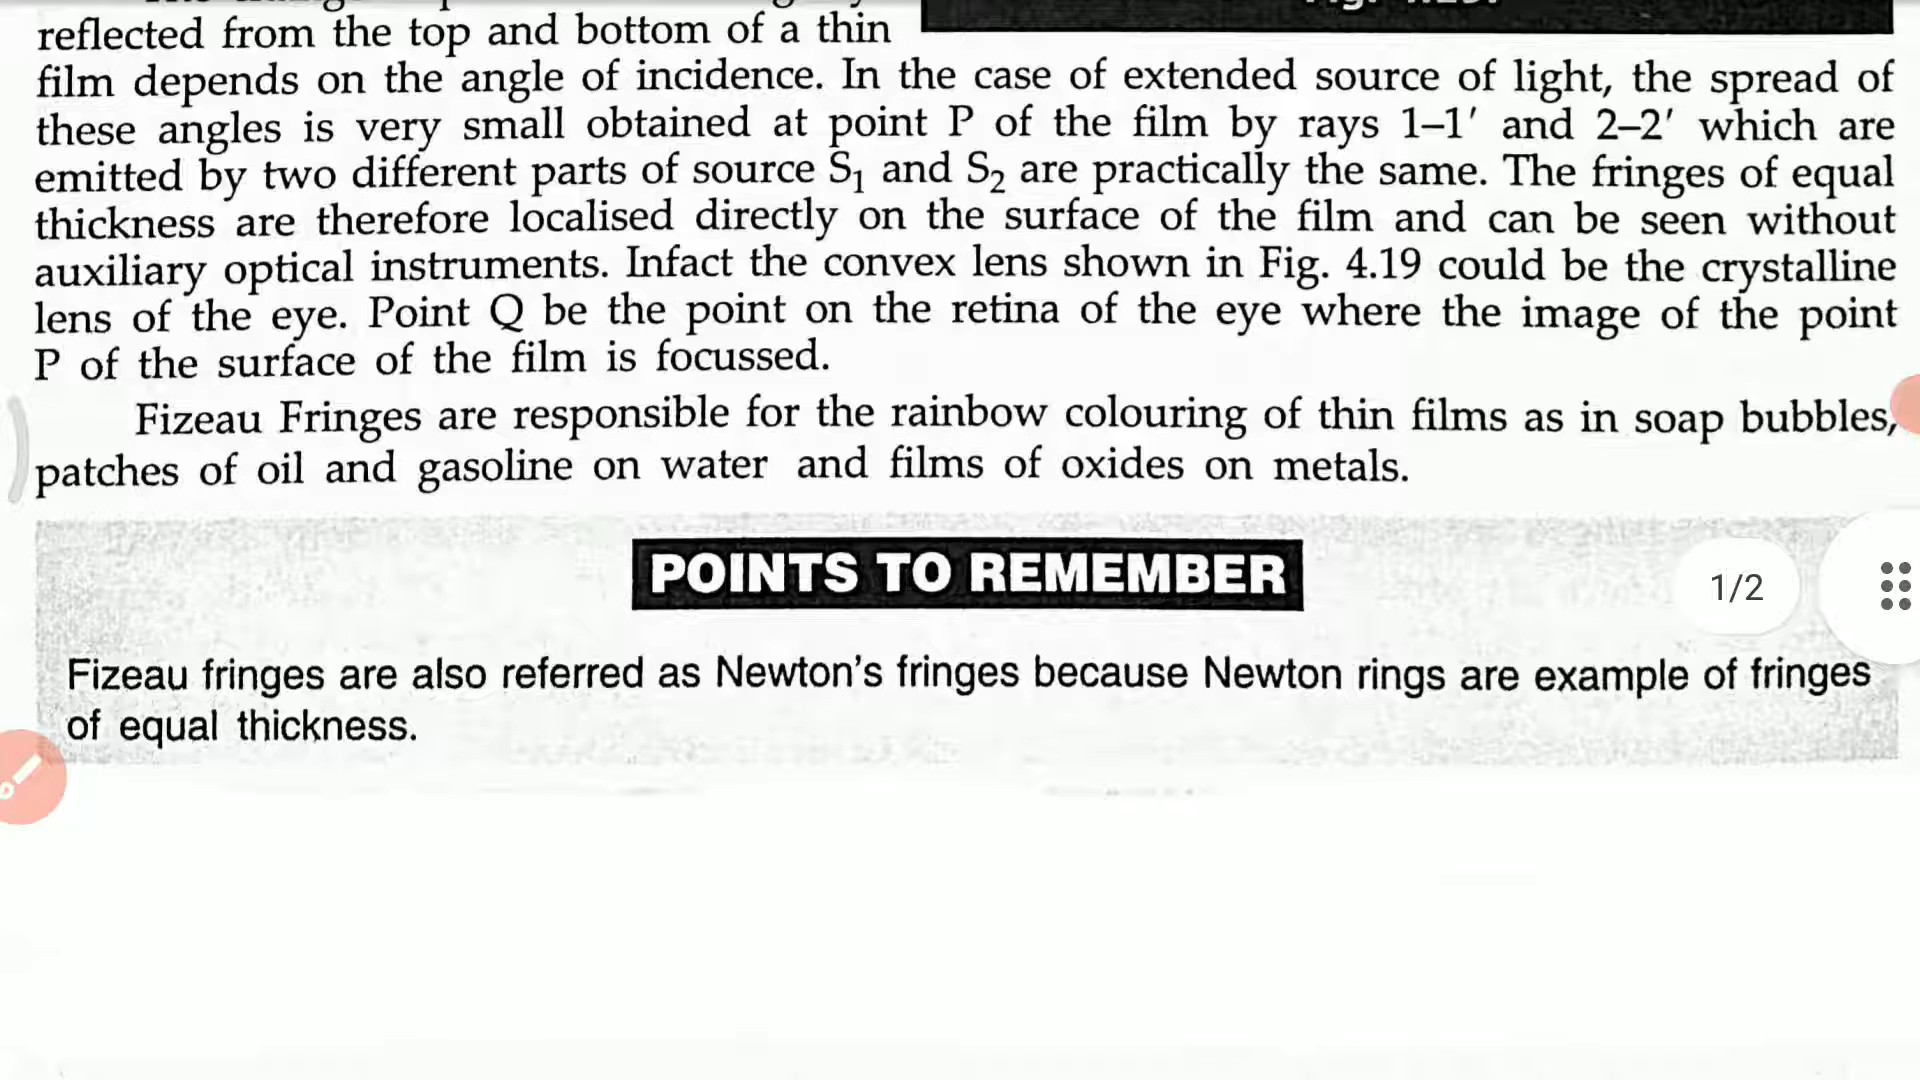 reflected from the top and bottom of a thin
film depends on the angle of incidence. In the case of extended source of light, the spread of
these angles is very small obtained at point P of the film by rays 1–1′ and 2–2′ which are
emitted by two different parts of source S₁ and S₂ are practically the same. The fringes of equal
thickness are therefore localised directly on the surface of the film and can be seen without
auxiliary optical instruments. Infact the convex lens shown in Fig. 4.19 could be the crystalline
lens of the eye. Point Q be the point on the retina of the eye where the image of the point
P of the surface of the film is focussed.
Fizeau Fringes are responsible for the rainbow colouring of thin films as in soap bubbles,
patches of oil and gasoline on water and films of oxides on metals.
POINTS TO REMEMBER
1/2
Fizeau fringes are also referred as Newton's fringes because Newton rings are example of fringes
of equal thickness.